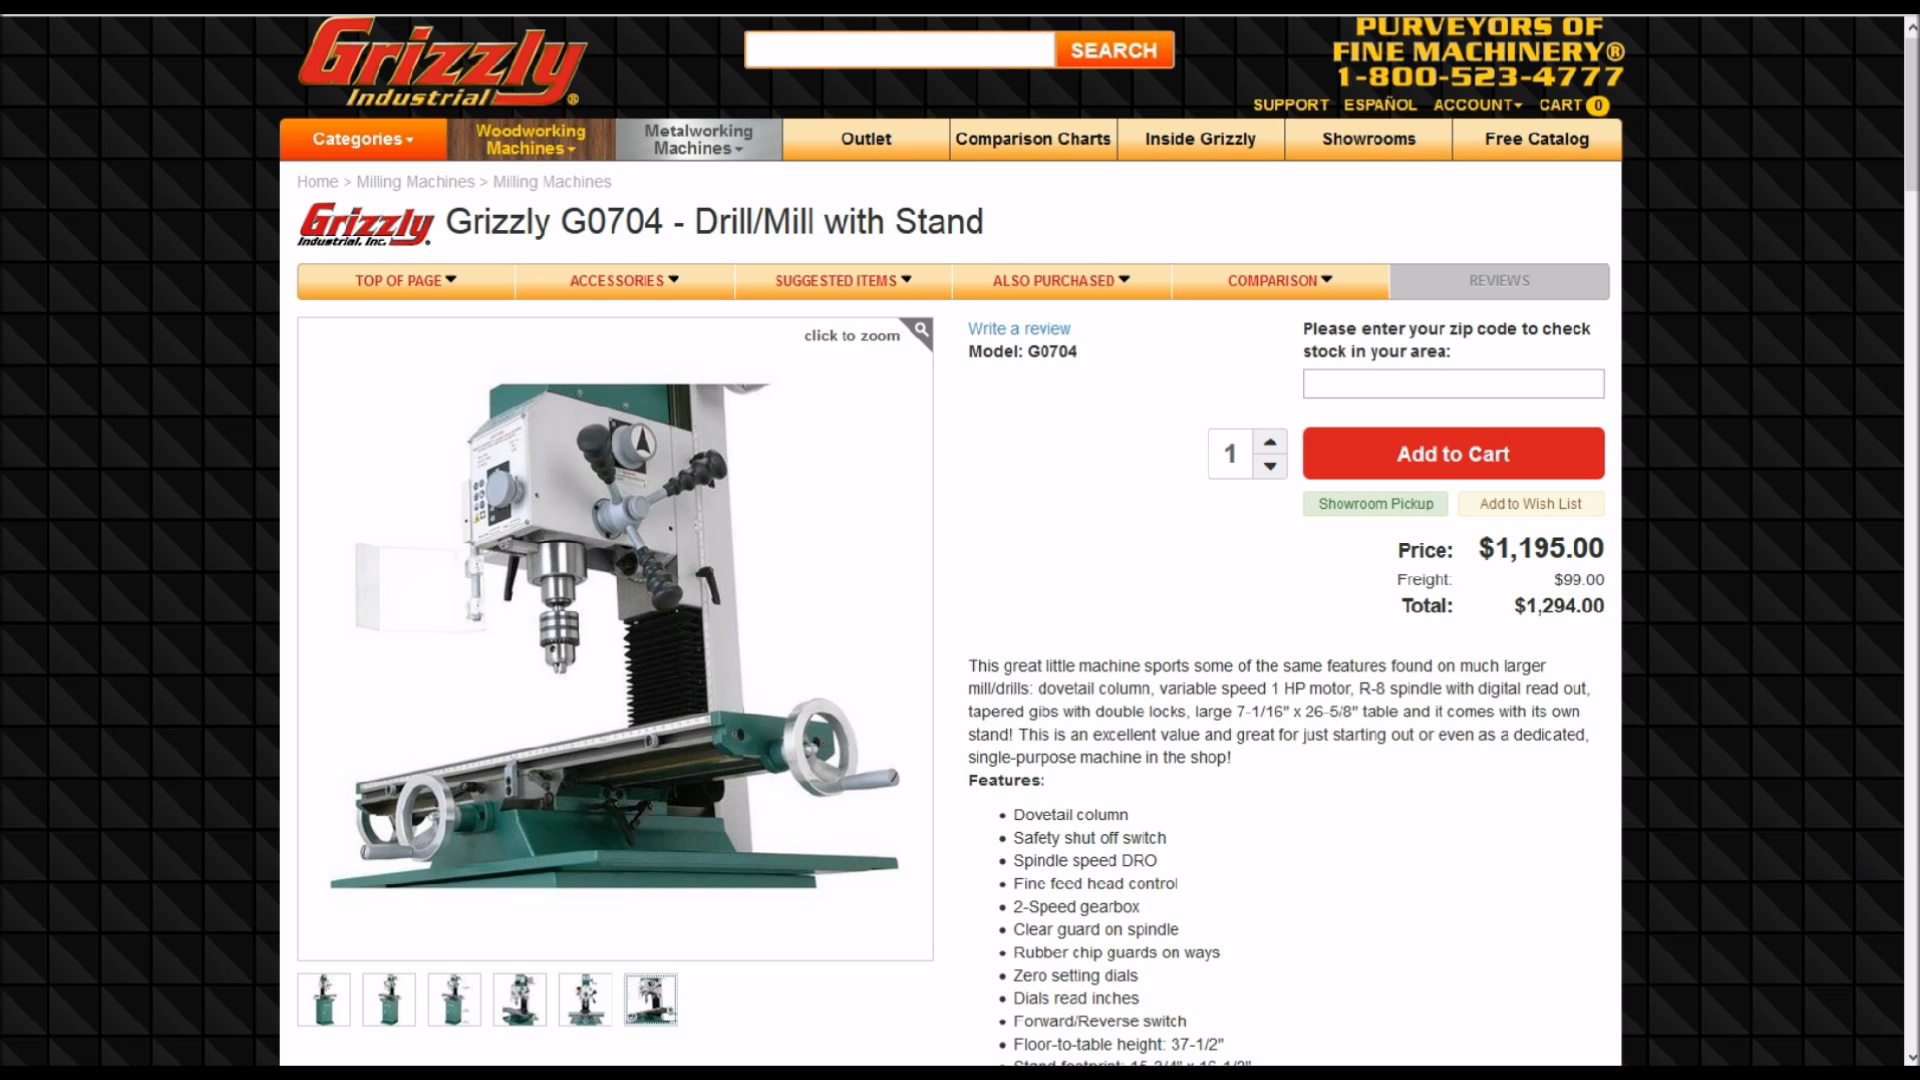 Grizzly
Industrial®
SEARCH
PURVEYORS OF
FINE MACHINERY®
1-800-523-4777
SUPPORT ESPAÑOL ACCOUNT CART 0
Categories
Woodworking
Machines
Metalworking
Machines
Outlet
Comparison Charts
Inside Grizzly
Showrooms
Free Catalog
Home > Milling Machines > Milling Machines
Grizzly
Industrial, Inc.
Grizzly G0704 - Drill/Mill with Stand
TOP OF PAGE
ACCESSORIES
SUGGESTED ITEMS
ALSO PURCHASED
COMPARISON
REVIEWS
click to zoom
Write a review
Model: G0704
Please enter your zip code to check
stock in your area:
1
Add to Cart
Showroom Pickup
Add to Wish List
Price: $1,195.00
Freight: $99.00
Total: $1,294.00
This great little machine sports some of the same features found on much larger
mill/drills: dovetail column, variable speed 1 HP motor, R-8 spindle with digital read out,
tapered gibs with double locks, large 7-1/16" x 26-5/8" table and it comes with its own
stand! This is an excellent value and great for just starting out or even as a dedicated,
single-purpose machine in the shop!
Features:
• Dovetail column
• Safety shut off switch
• Spindle speed DRO
• Fine feed head control
• 2-Speed gearbox
• Clear guard on spindle
• Rubber chip guards on ways
• Zero setting dials
• Dials read inches
• Forward/Reverse switch
• Floor-to-table height: 37-1/2"
• Stand footprint: 15-3/4" x 16-1/2"